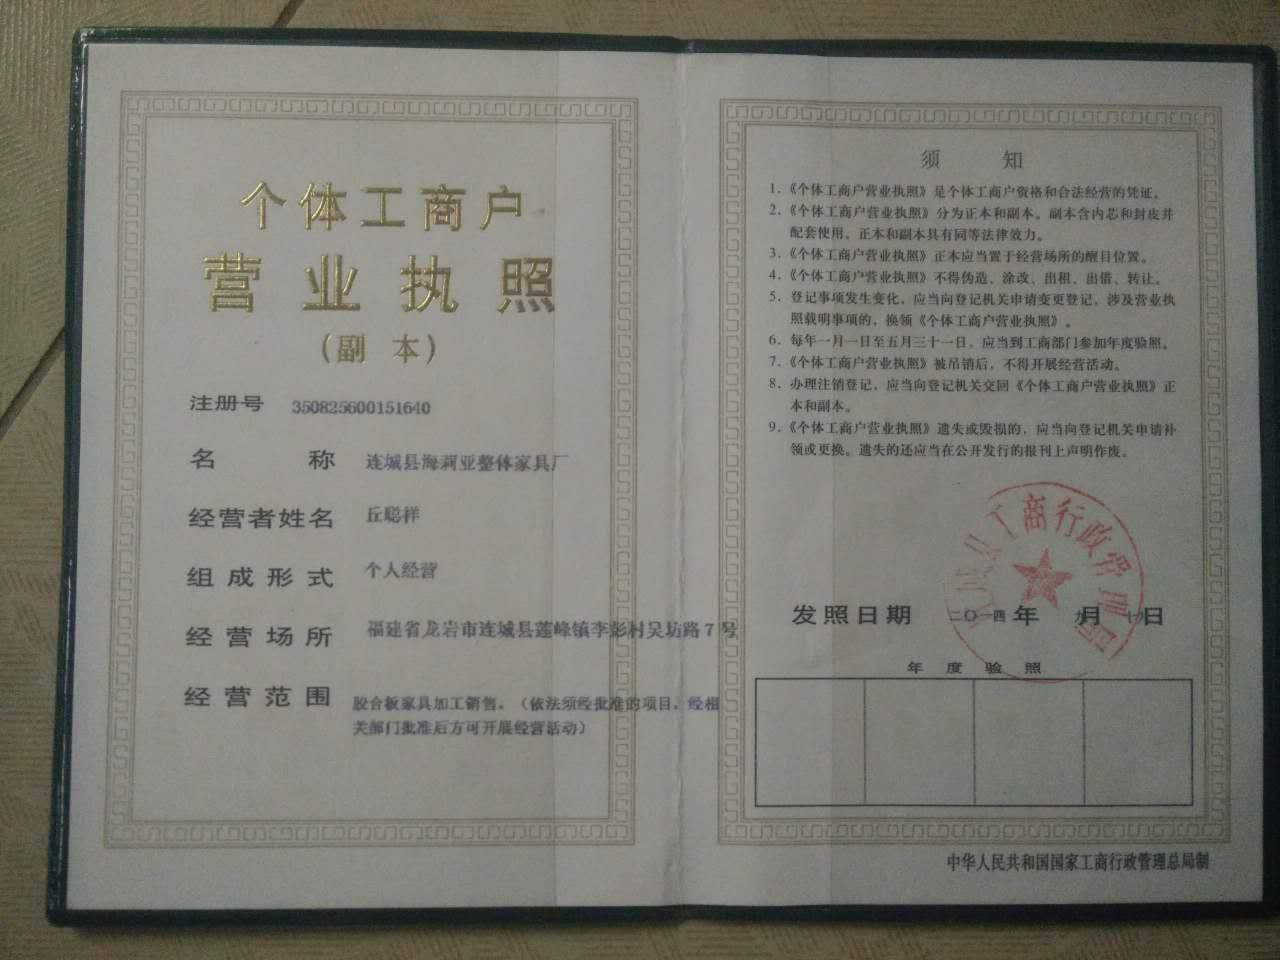 个体工商户
营业执照
(副 本)
注册号 350825600151640
名 称 连城县海莉亚整体家具厂
经营者姓名 丘聪祥
组成形式 个人经营
经营场所 福建省龙岩市连城县莲峰镇李彭村吴坊路7号
经营范围 胶合板家具加工销售。（依法须经批准的项目，经相
关部门批准后方可开展经营活动）
须 知
1.《个体工商户营业执照》是个体工商户资格和合法经营的凭证。
2.《个体工商户营业执照》分为正本和副本。副本含内芯和封皮并
配套使用。正本和副本具有同等法律效力。
3.《个体工商户营业执照》正本应当置于经营场所的醒目位置。
4.《个体工商户营业执照》不得伪造、涂改、出租、出借、转让。
5. 登记事项发生变化，应当向登记机关申请变更登记，涉及营业执
照载明事项的，换领《个体工商户营业执照》。
6. 每年一月一日至五月三十一日，应当到工商部门参加年度验照。
7.《个体工商户营业执照》被吊销后，不得开展经营活动。
8. 办理注销登记，应当向登记机关交回《个体工商户营业执照》正
本和副本。
9.《个体工商户营业执照》遗失或毁损的，应当向登记机关申请补
领或更换。遗失的还应当在公开发行的报刊上声明作废。
连城县工商行政管理局
发照日期 二〇一四年 月 日
年 度 验 照
中华人民共和国国家工商行政管理总局制